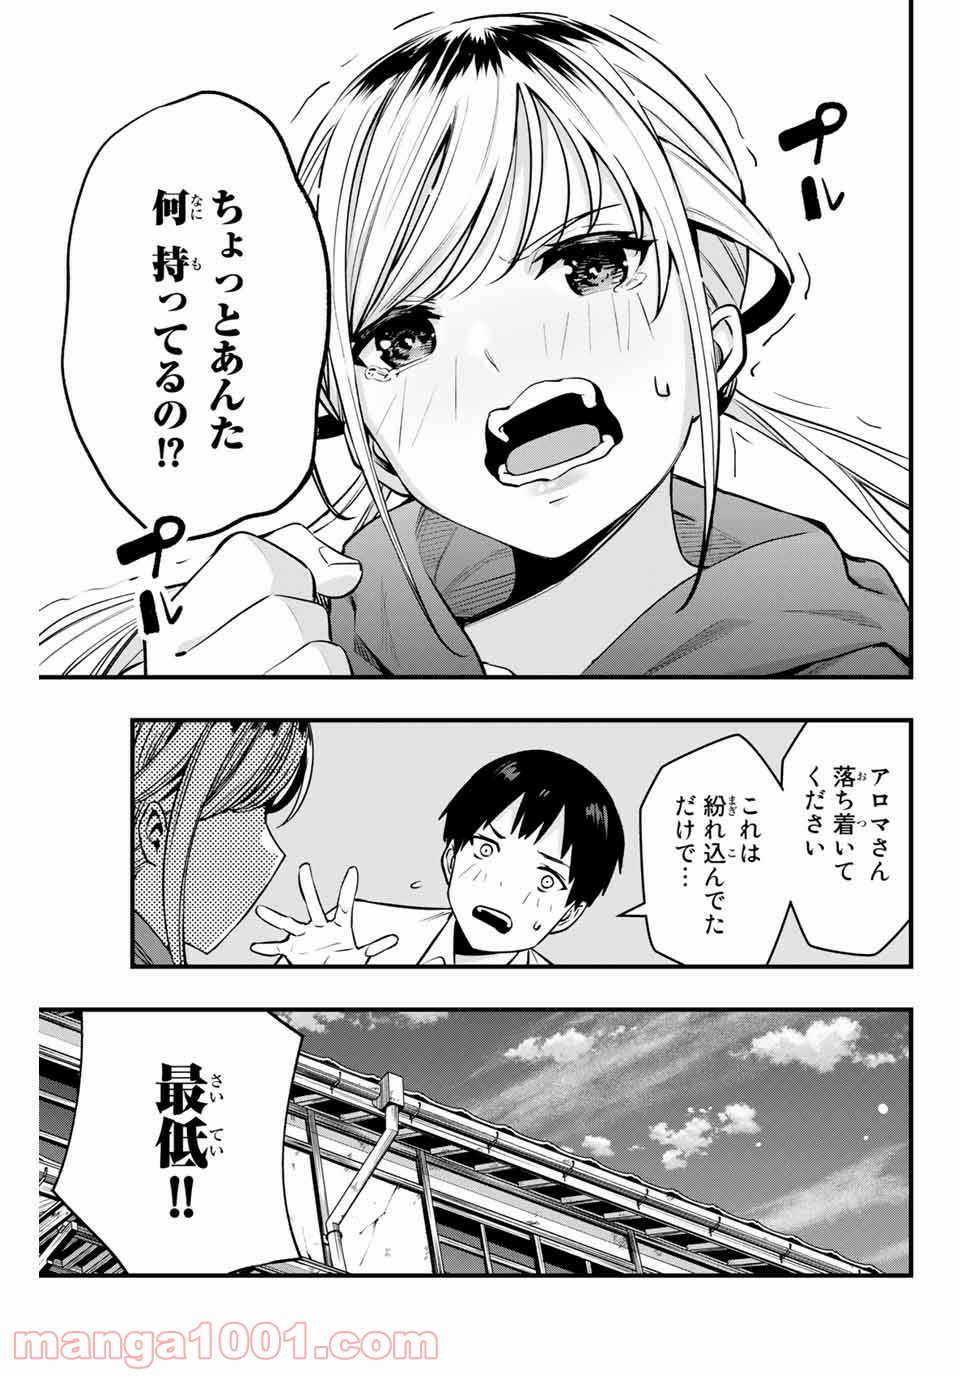 ちょっとあんた
何持ってるの!?
プル
プル
アロマさん
落ち着いて
ください
これは
紛れ込んでた
だけで…
最低!!
manga1001.com!